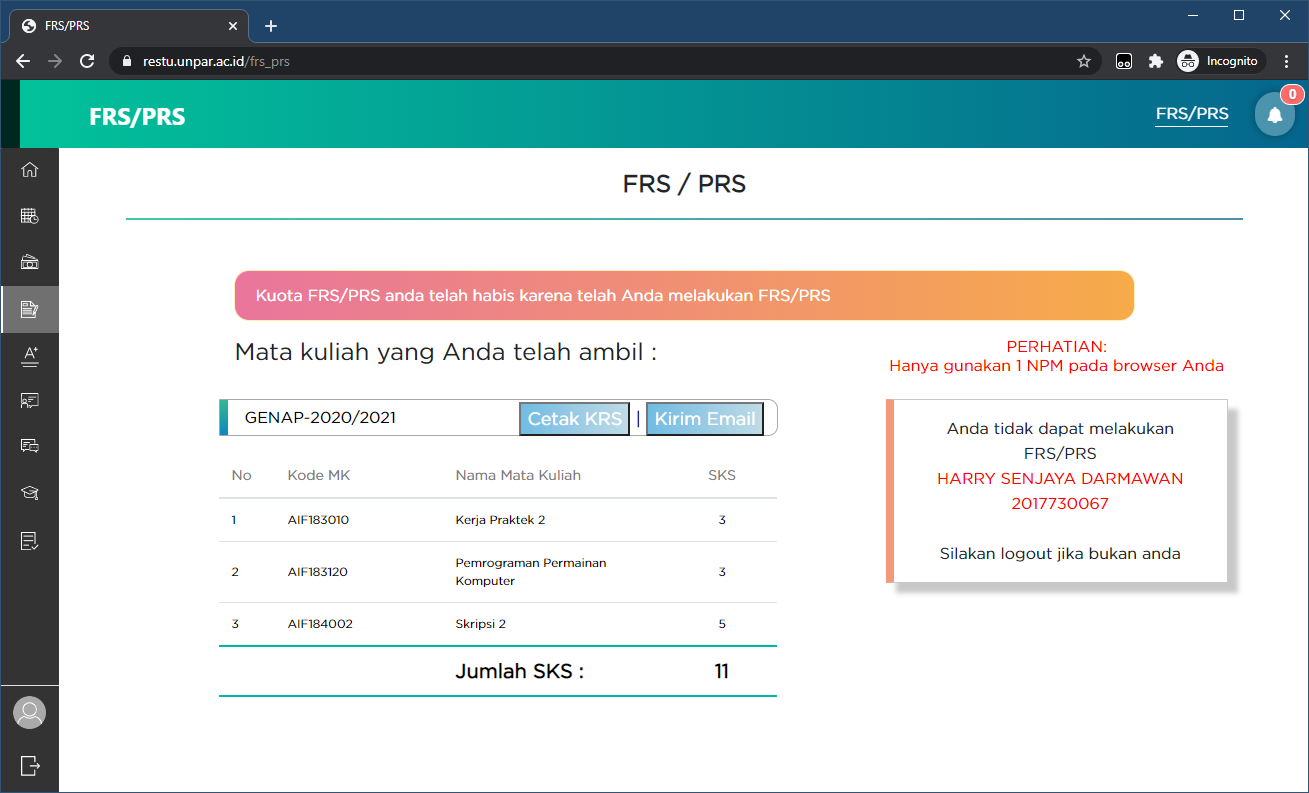 FRS/PRS
restu.unpar.ac.id/frs_prs
Incognito
FRS/PRS
FRS/PRS
0
FRS / PRS
Kuota FRS/PRS anda telah habis karena telah Anda melakukan FRS/PRS
Mata kuliah yang Anda telah ambil :
PERHATIAN:
Hanya gunakan 1 NPM pada browser Anda
GENAP-2020/2021 Cetak KRS | Kirim Email
No Kode MK Nama Mata Kuliah SKS
1 AIF183010 Kerja Praktek 2 3
2 AIF183120 Pemrograman Permainan Komputer 3
3 AIF184002 Skripsi 2 5
Jumlah SKS : 11
Anda tidak dapat melakukan
FRS/PRS
HARRY SENJAYA DARMAWAN
2017730067
Silakan logout jika bukan anda